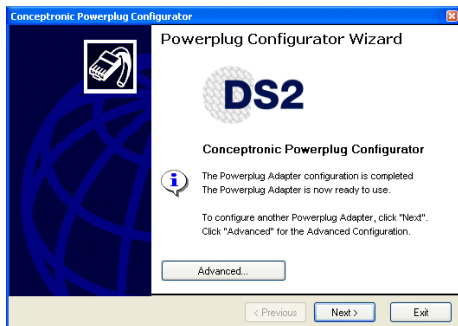 Conceptronic Powerplug Configurator
Powerplug Configurator Wizard
DS2
Conceptronic Powerplug Configurator
The Powerplug Adapter configuration is completed
The Powerplug Adapter is now ready to use.
To configure another Powerplug Adapter, click "Next".
Click "Advanced" for the Advanced Configuration.
Advanced...
< Previous Next > Exit